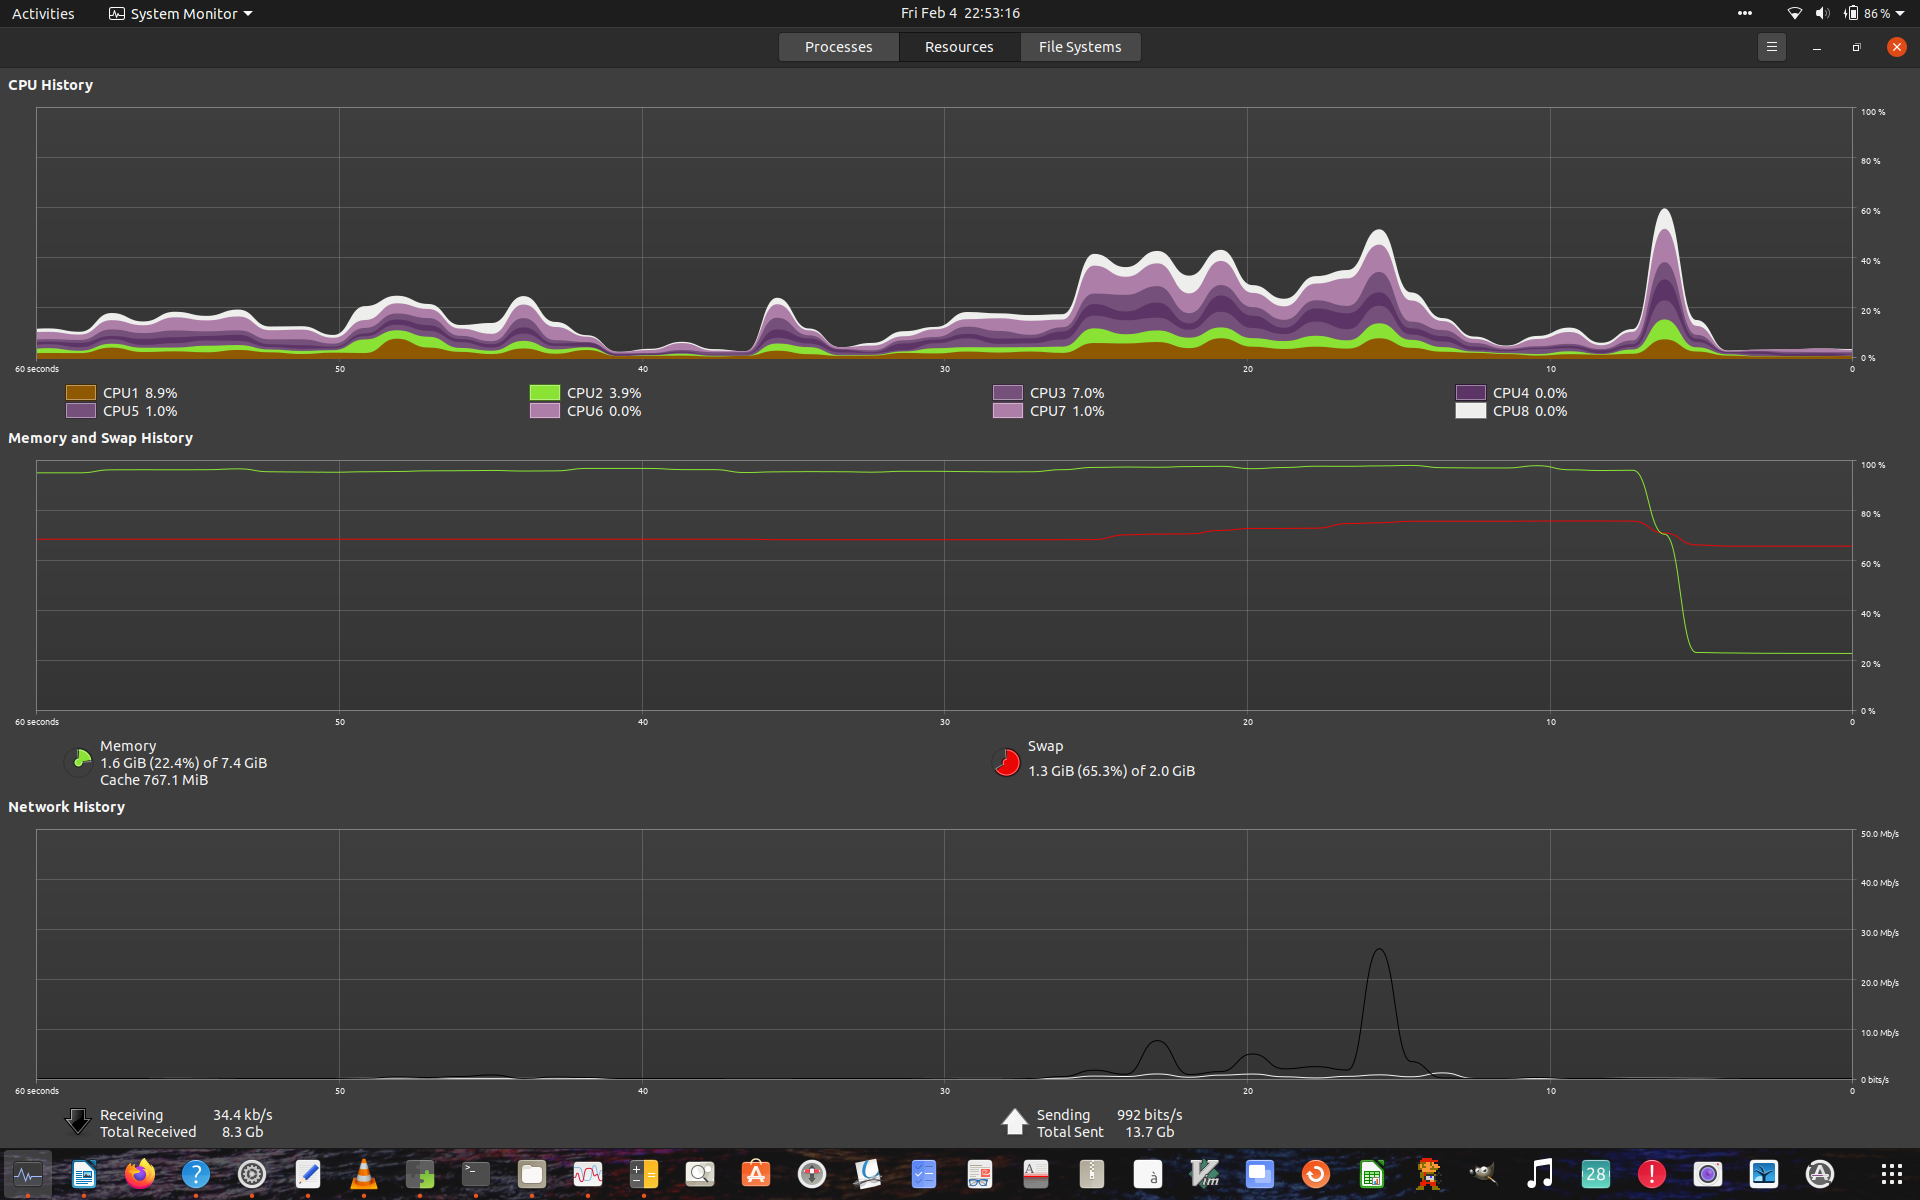 Activities System Monitor Fri Feb 4 22:53:16 86 %
Processes Resources File Systems
CPU History
100 %
80 %
60 %
40 %
20 %
0 %
60 seconds 50 40 30 20 10 0
CPU1 8.9% CPU2 3.9% CPU3 7.0% CPU4 0.0%
CPU5 1.0% CPU6 0.0% CPU7 1.0% CPU8 0.0%
Memory and Swap History
100 %
80 %
60 %
40 %
20 %
0 %
60 seconds 50 40 30 20 10 0
Memory
1.6 GiB (22.4%) of 7.4 GiB
Cache 767.1 MiB
Swap
1.3 GiB (65.3%) of 2.0 GiB
Network History
50.0 Mb/s
40.0 Mb/s
30.0 Mb/s
20.0 Mb/s
10.0 Mb/s
0 bits/s
60 seconds 50 40 30 20 10 0
Receiving 34.4 kb/s
Total Received 8.3 Gb
Sending 992 bits/s
Total Sent 13.7 Gb
? >_ A à Vim 28 !